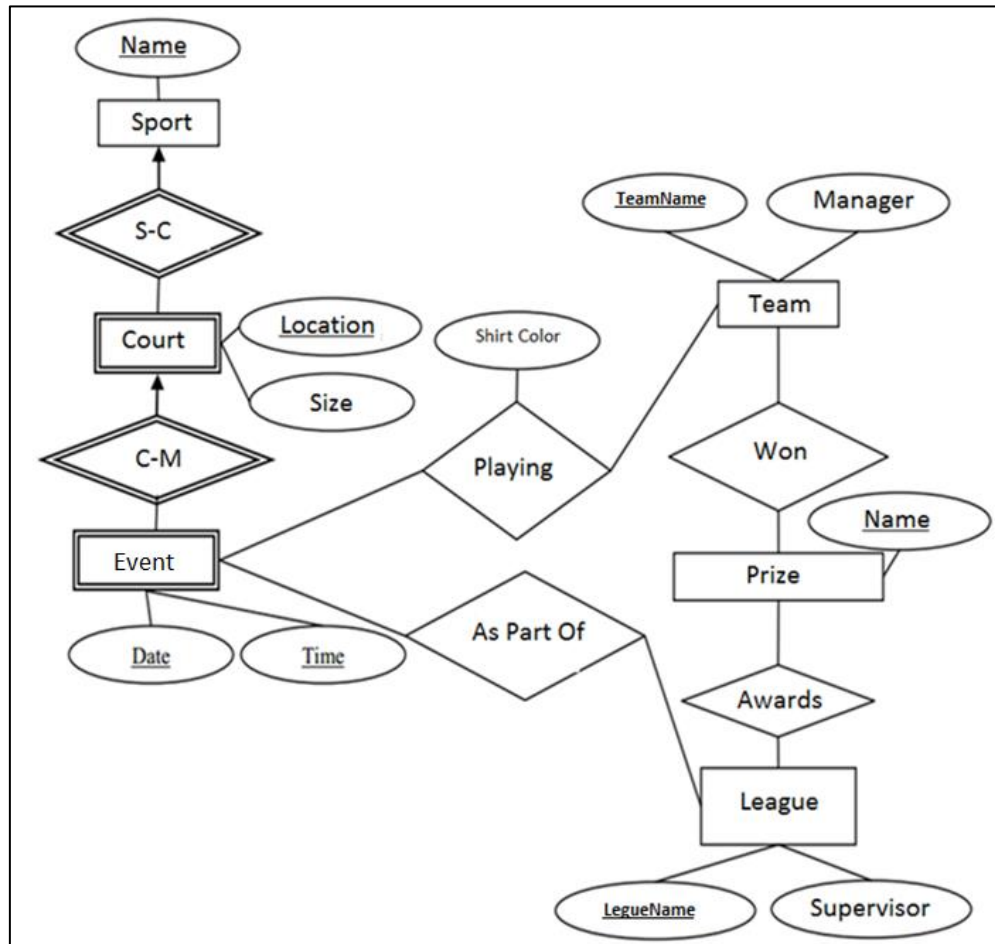 Name
Sport
S-C
TeamName
Manager
Team
Court
Location
Size
Shirt Color
C-M
Playing
Won
Name
Event
Prize
As Part Of
Date
Time
Awards
League
LegueName
Supervisor